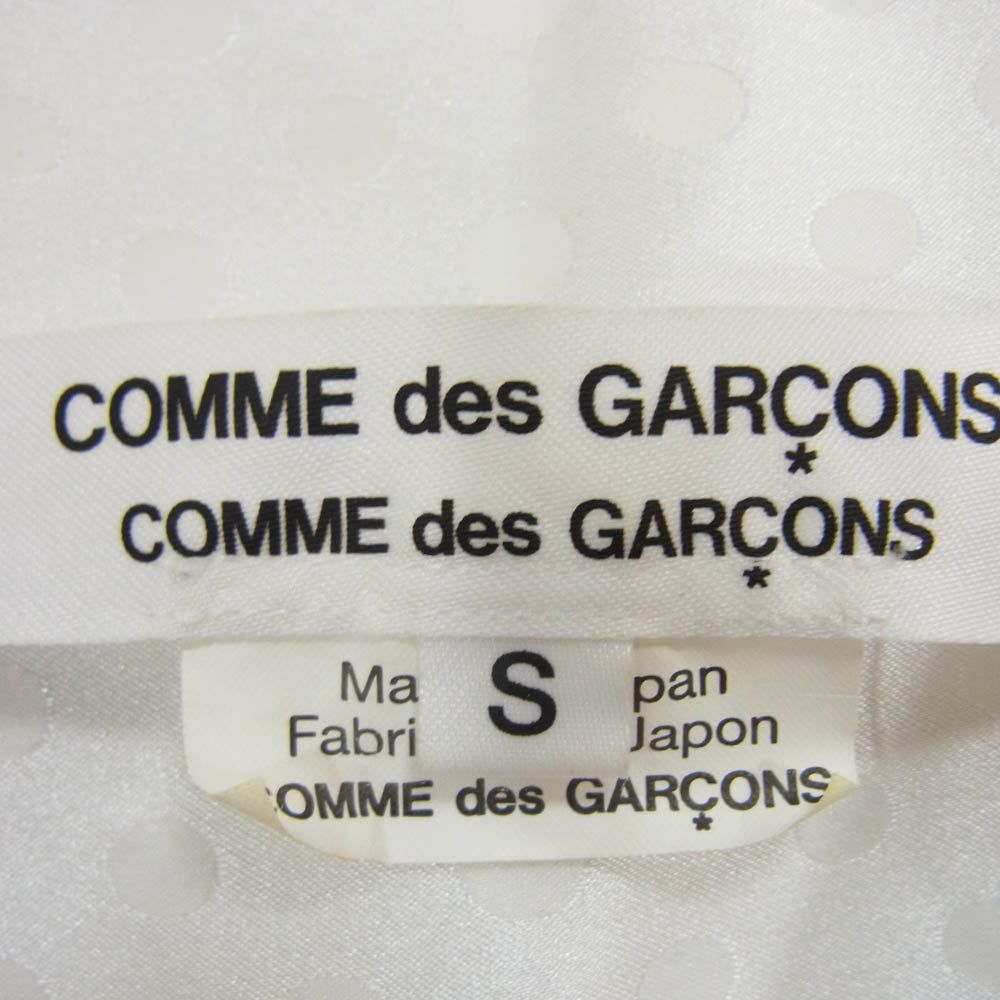 COMME des GARÇONS
COMME des GARÇONS
S
Ma pan
Fabri Japon
COMME des GARÇONS